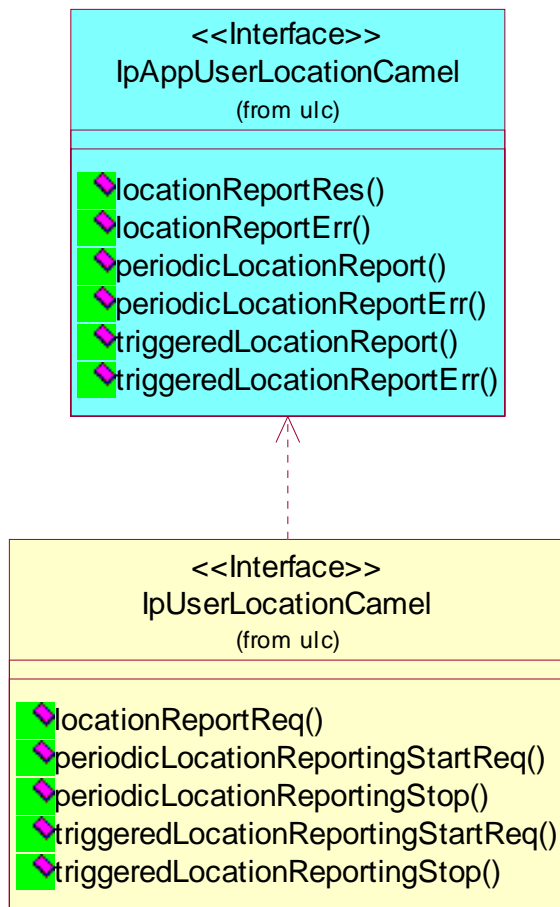 <<Interface>>
IpAppUserLocationCamel
(from ulc)
locationReportRes()
locationReportErr()
periodicLocationReport()
periodicLocationReportErr()
triggeredLocationReport()
triggeredLocationReportErr()
<<Interface>>
IpUserLocationCamel
(from ulc)
locationReportReq()
periodicLocationReportingStartReq()
periodicLocationReportingStop()
triggeredLocationReportingStartReq()
triggeredLocationReportingStop()